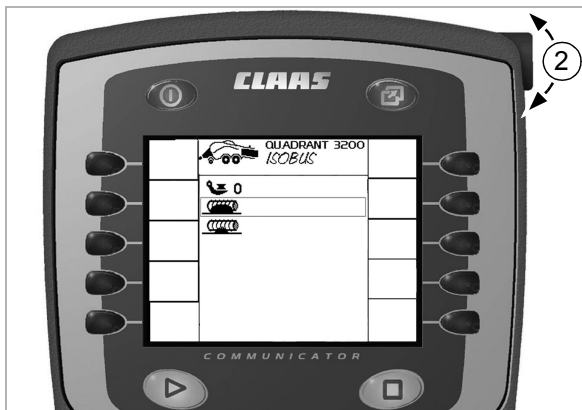 2
CLAAS
QUADRANT 3200
ISOBUS
0
COMMUNICATOR